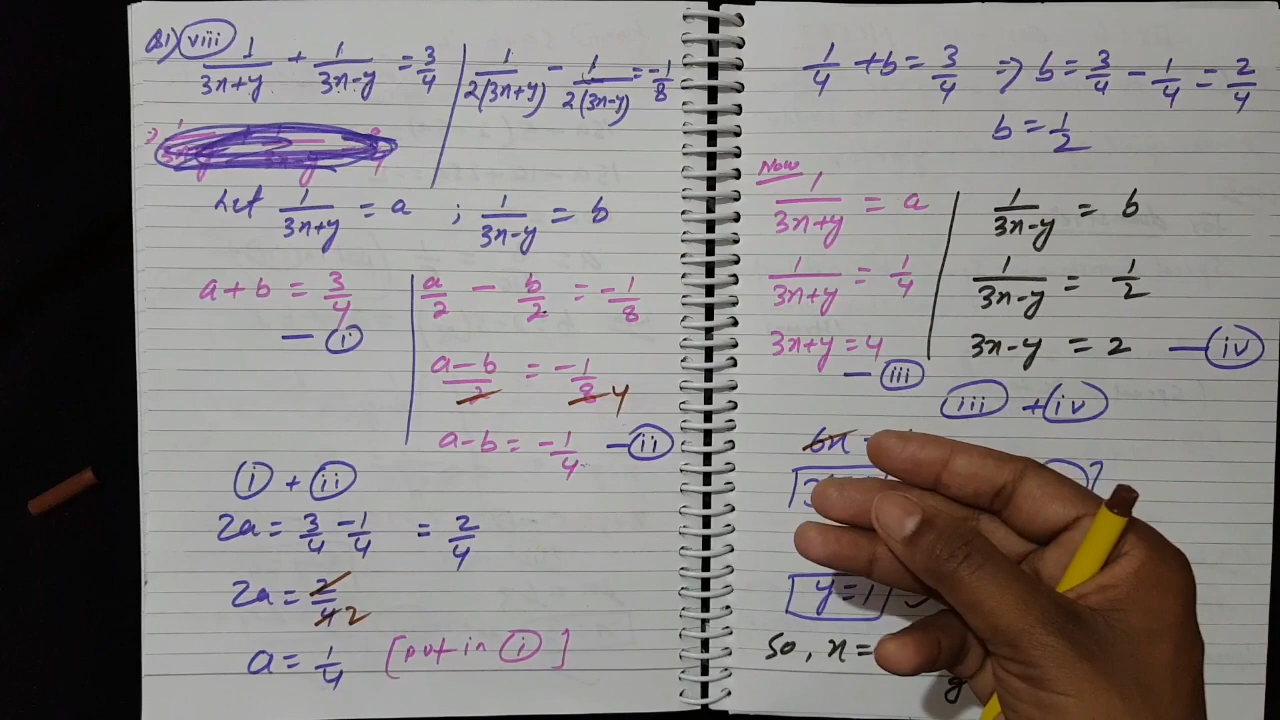 Q1) viii 1/(3x+y) + 1/(3x-y) = 3/4 | 1/2(3x+y) - 1/2(3x-y) = -1/8
Let 1/(3x+y) = a ; 1/(3x-y) = b
a + b = 3/4 — i | a/2 - b/2 = -1/8
a-b/2 = -1/8 4
a-b = -1/4 — ii
i + ii
2a = 3/4 -1/4 = 2/4
2a = 2/4 2
a = 1/4 [put in i]
1/4 + b = 3/4 => b = 3/4 - 1/4 = 2/4
b = 1/2
Now
1/(3x+y) = a | 1/(3x-y) = b
1/(3x+y) = 1/4 | 1/(3x-y) = 1/2
3x+y = 4 — iii | 3x-y = 2 — iv
iii + iv
6x
y = 1
So, x =
y